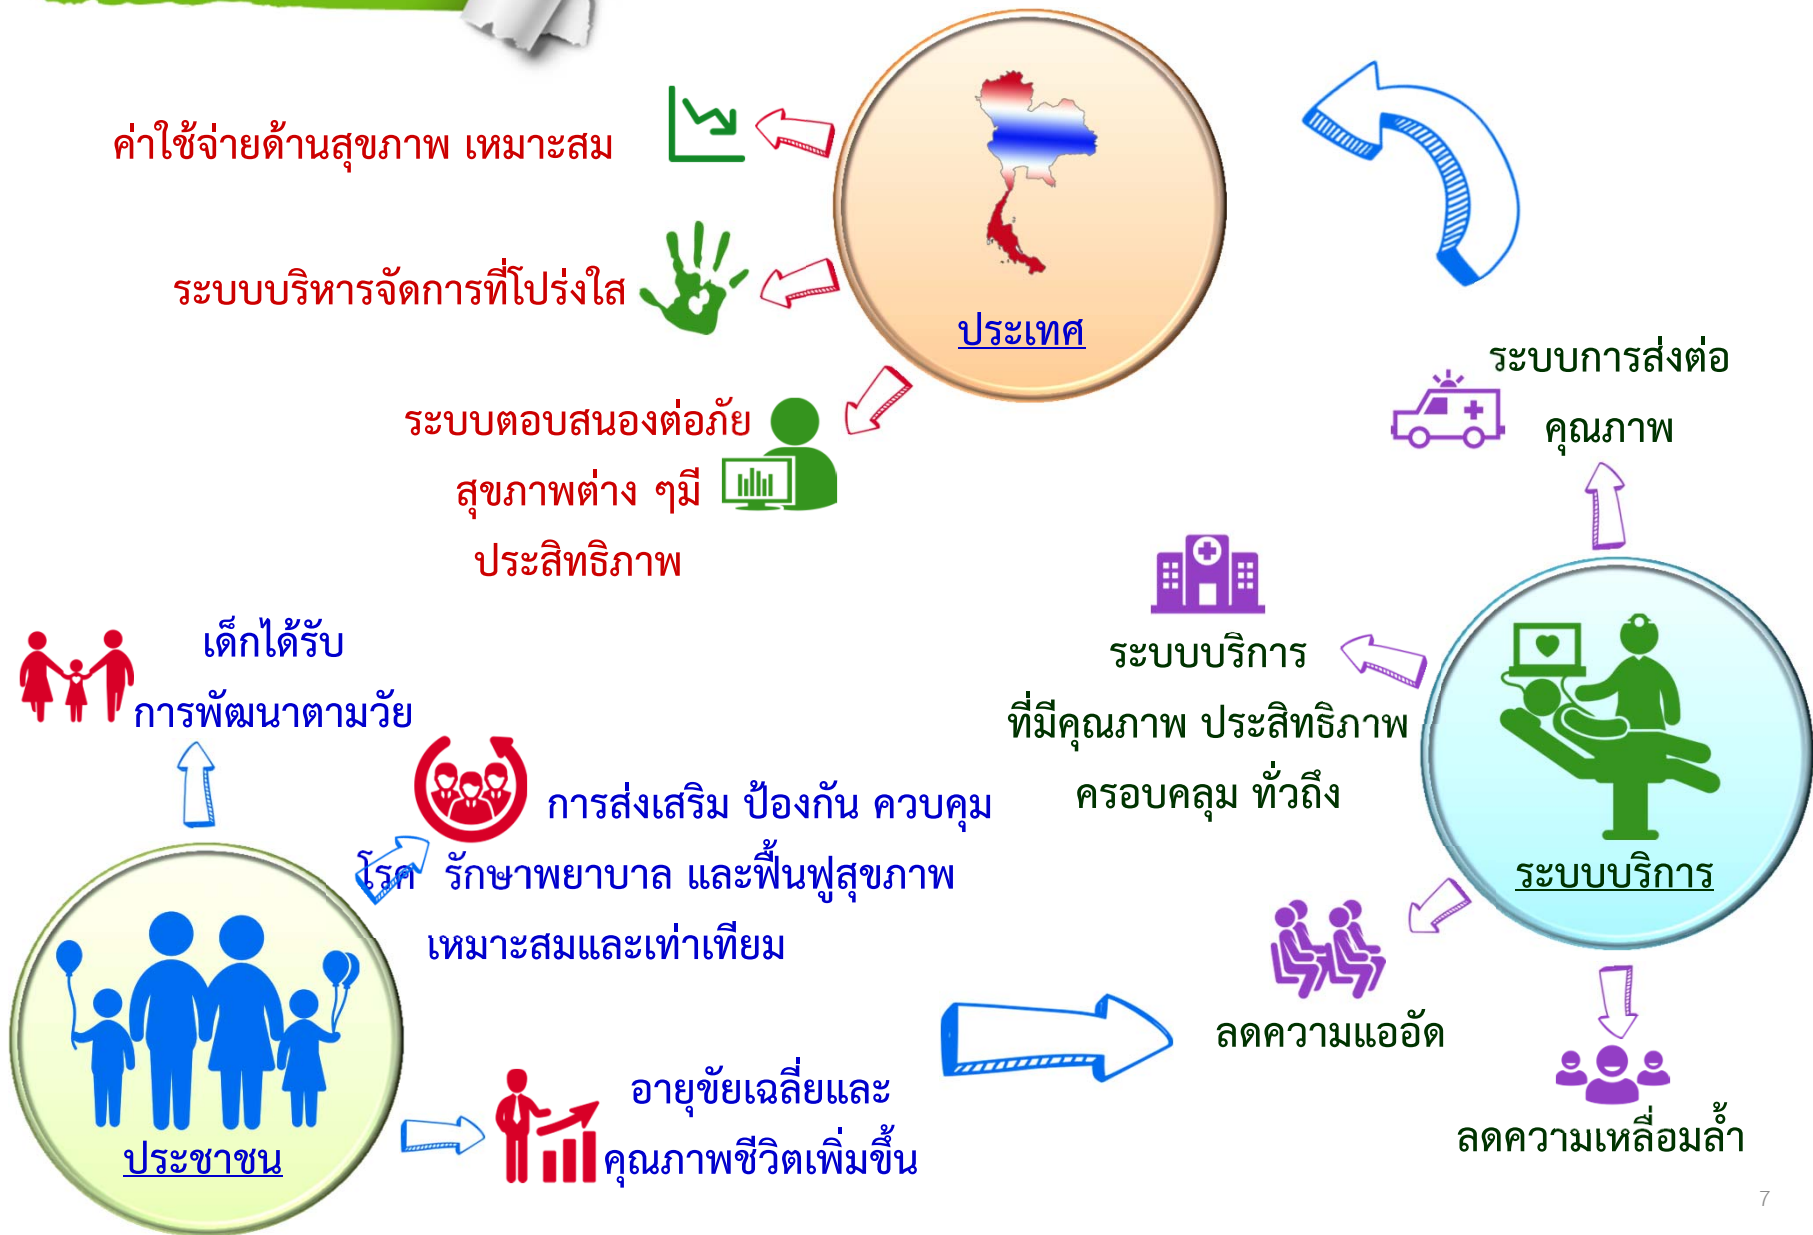 ค่าใช้จ่ายด้านสุขภาพ เหมาะสม
ระบบบริหารจัดการที่โปร่งใส
ระบบตอบสนองต่อภัย
สุขภาพต่าง ๆมี
ประสิทธิภาพ
ประเทศ
ระบบการส่งต่อ
คุณภาพ
ระบบบริการ
ที่มีคุณภาพ ประสิทธิภาพ
ครอบคลุม ทั่วถึง
ระบบบริการ
ลดความแออัด
ลดความเหลื่อมล้ำ
เด็กได้รับ
การพัฒนาตามวัย
การส่งเสริม ป้องกัน ควบคุม
โรค รักษาพยาบาล และฟื้นฟูสุขภาพ
เหมาะสมและเท่าเทียม
อายุขัยเฉลี่ยและ
คุณภาพชีวิตเพิ่มขึ้น
ประชาชน
7